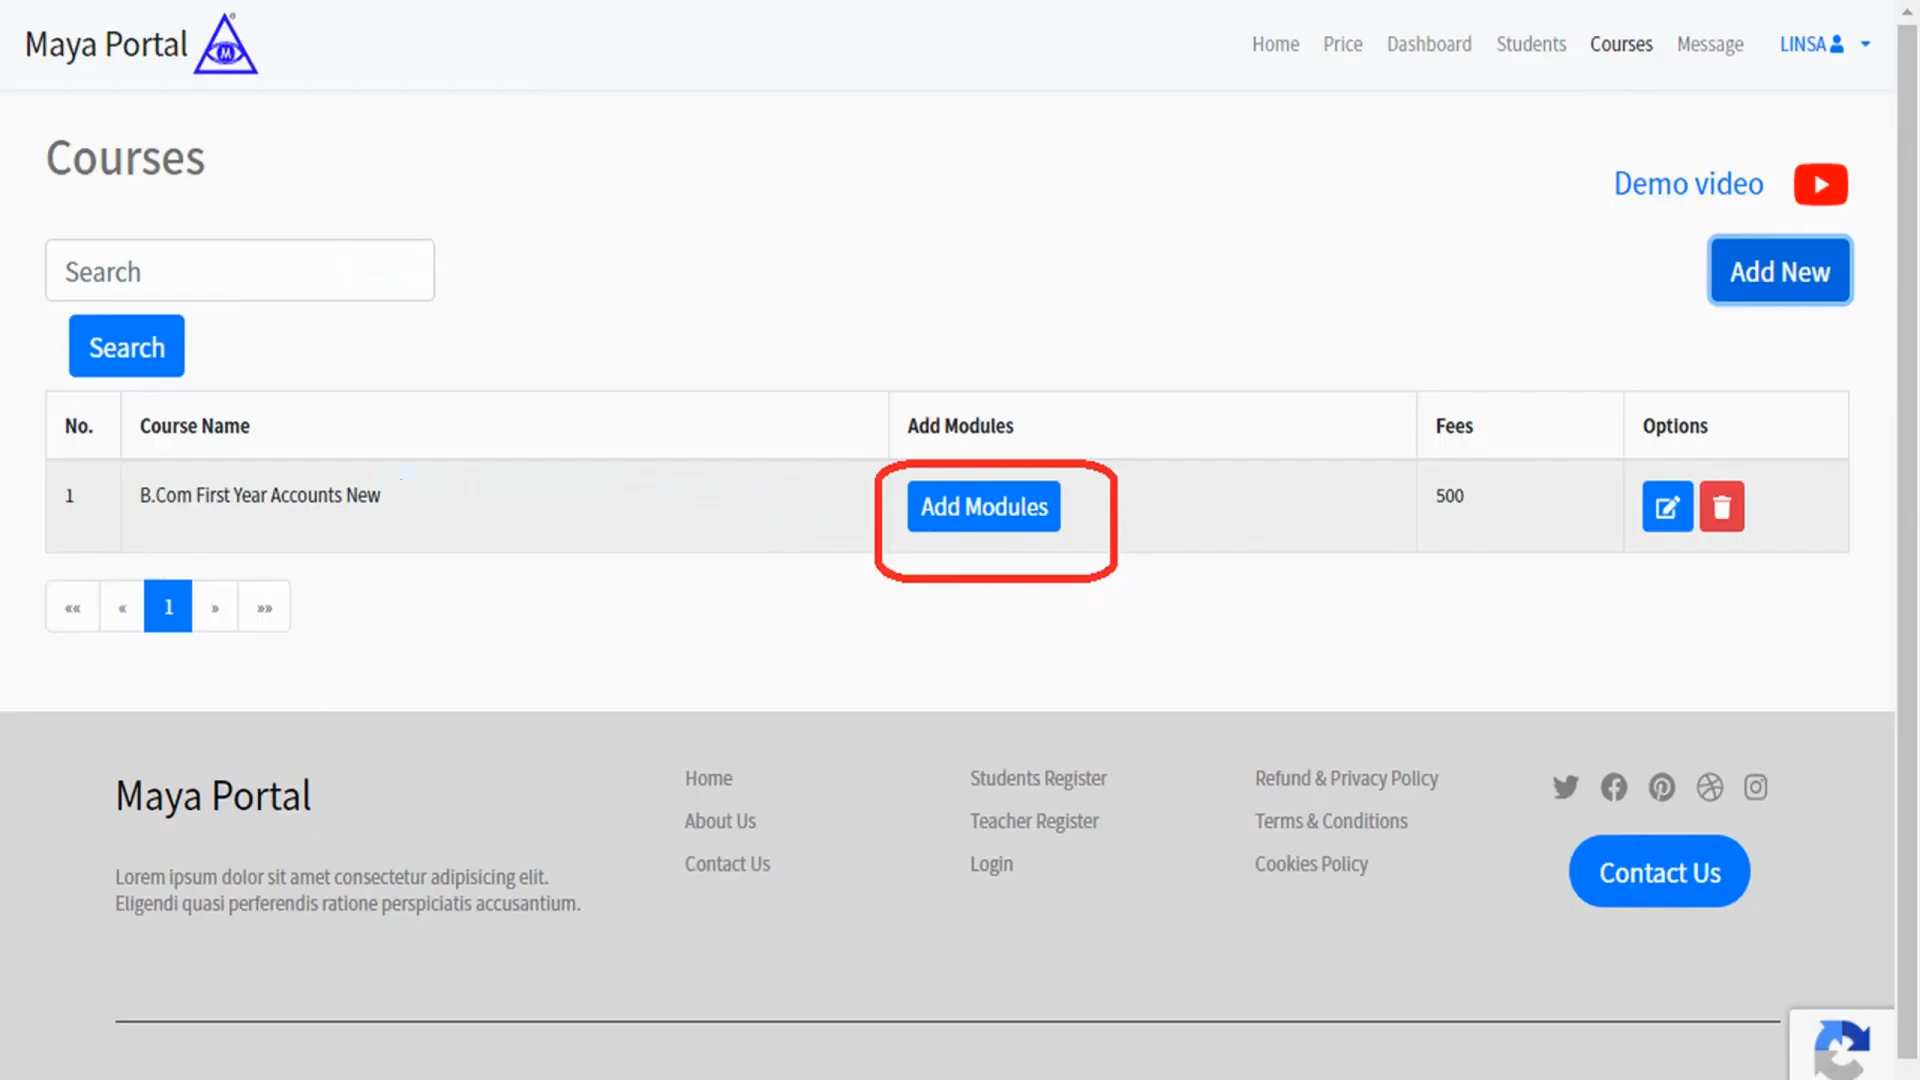 Maya Portal M ®
Home Price Dashboard Students Courses Message LINSA
Courses
Demo video
Search
Add New
Search
No. Course Name Add Modules Fees Options
1 B.Com First Year Accounts New Add Modules 500
«« « 1 » »»
Maya Portal
Lorem ipsum dolor sit amet consectetur adipisicing elit.
Eligendi quasi perferendis ratione perspiciatis accusantium.
Home
About Us
Contact Us
Students Register
Teacher Register
Login
Refund & Privacy Policy
Terms & Conditions
Cookies Policy
Contact Us